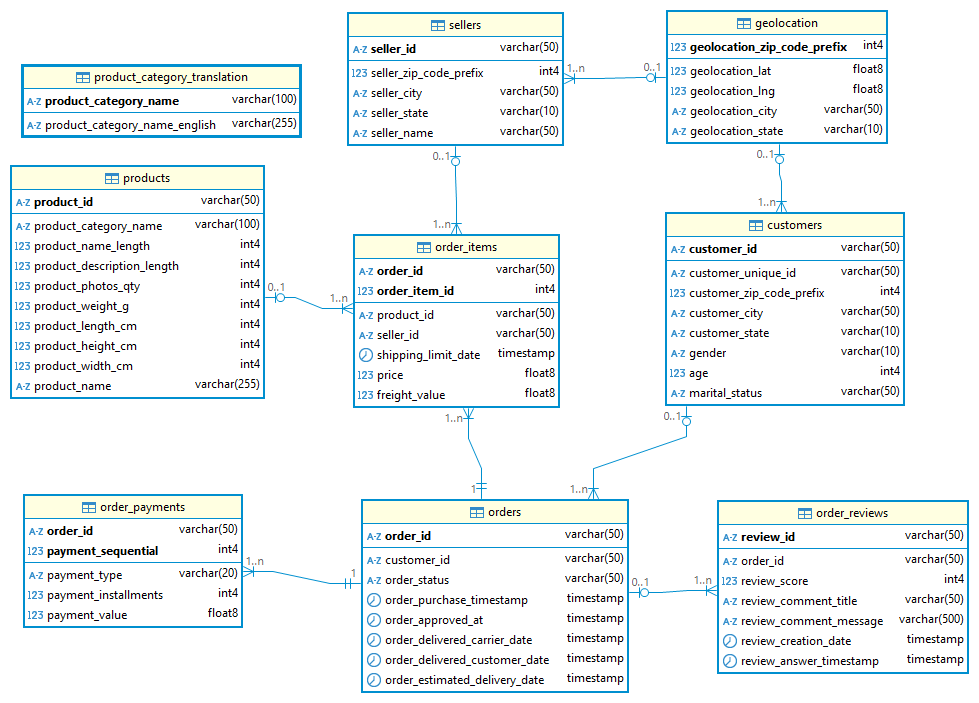 product_category_translation
A-Z product_category_name varchar(100)
A-Z product_category_name_english varchar(255)
sellers
A-Z seller_id varchar(50)
123 seller_zip_code_prefix int4
A-Z seller_city varchar(50)
A-Z seller_state varchar(10)
A-Z seller_name varchar(50)
1..n
0..1
geolocation
123 geolocation_zip_code_prefix int4
123 geolocation_lat float8
123 geolocation_lng float8
A-Z geolocation_city varchar(50)
A-Z geolocation_state varchar(10)
0..1
1..n
0..1
1..n
products
A-Z product_id varchar(50)
A-Z product_category_name varchar(100)
123 product_name_length int4
123 product_description_length int4
123 product_photos_qty int4
123 product_weight_g int4
123 product_length_cm int4
123 product_height_cm int4
123 product_width_cm int4
A-Z product_name varchar(255)
0..1
1..n
order_items
A-Z order_id varchar(50)
123 order_item_id int4
A-Z product_id varchar(50)
A-Z seller_id varchar(50)
shipping_limit_date timestamp
123 price float8
123 freight_value float8
1..n
1
customers
A-Z customer_id varchar(50)
A-Z customer_unique_id varchar(50)
123 customer_zip_code_prefix int4
A-Z customer_city varchar(50)
A-Z customer_state varchar(10)
A-Z gender varchar(10)
123 age int4
A-Z marital_status varchar(50)
0..1
1..n
order_payments
A-Z order_id varchar(50)
123 payment_sequential int4
A-Z payment_type varchar(20)
123 payment_installments int4
123 payment_value float8
1..n
1
orders
A-Z order_id varchar(50)
A-Z customer_id varchar(50)
A-Z order_status varchar(50)
order_purchase_timestamp timestamp
order_approved_at timestamp
order_delivered_carrier_date timestamp
order_delivered_customer_date timestamp
order_estimated_delivery_date timestamp
0..1
1..n
order_reviews
A-Z review_id varchar(50)
A-Z order_id varchar(50)
123 review_score int4
A-Z review_comment_title varchar(50)
A-Z review_comment_message varchar(500)
review_creation_date timestamp
review_answer_timestamp timestamp